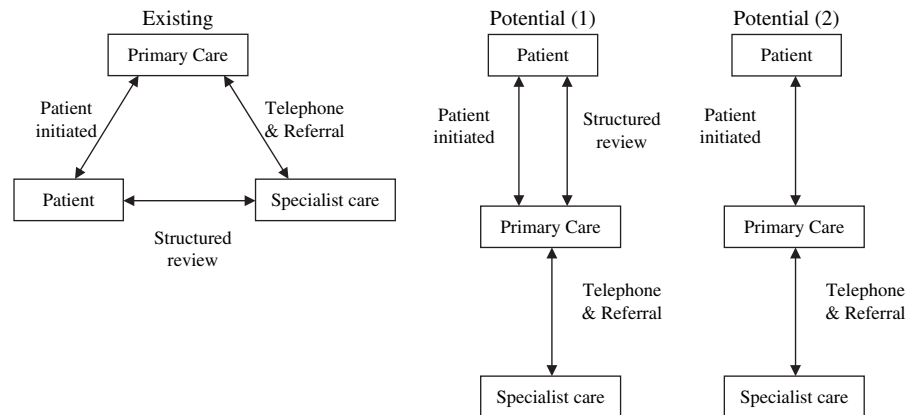 Existing
Primary Care
Patient
initiated
Telephone
& Referral
Patient
Specialist care
Structured
review
Potential (1)
Patient
Patient
initiated
Structured
review
Primary Care
Telephone
& Referral
Specialist care
Potential (2)
Patient
Patient
initiated
Primary Care
Telephone
& Referral
Specialist care